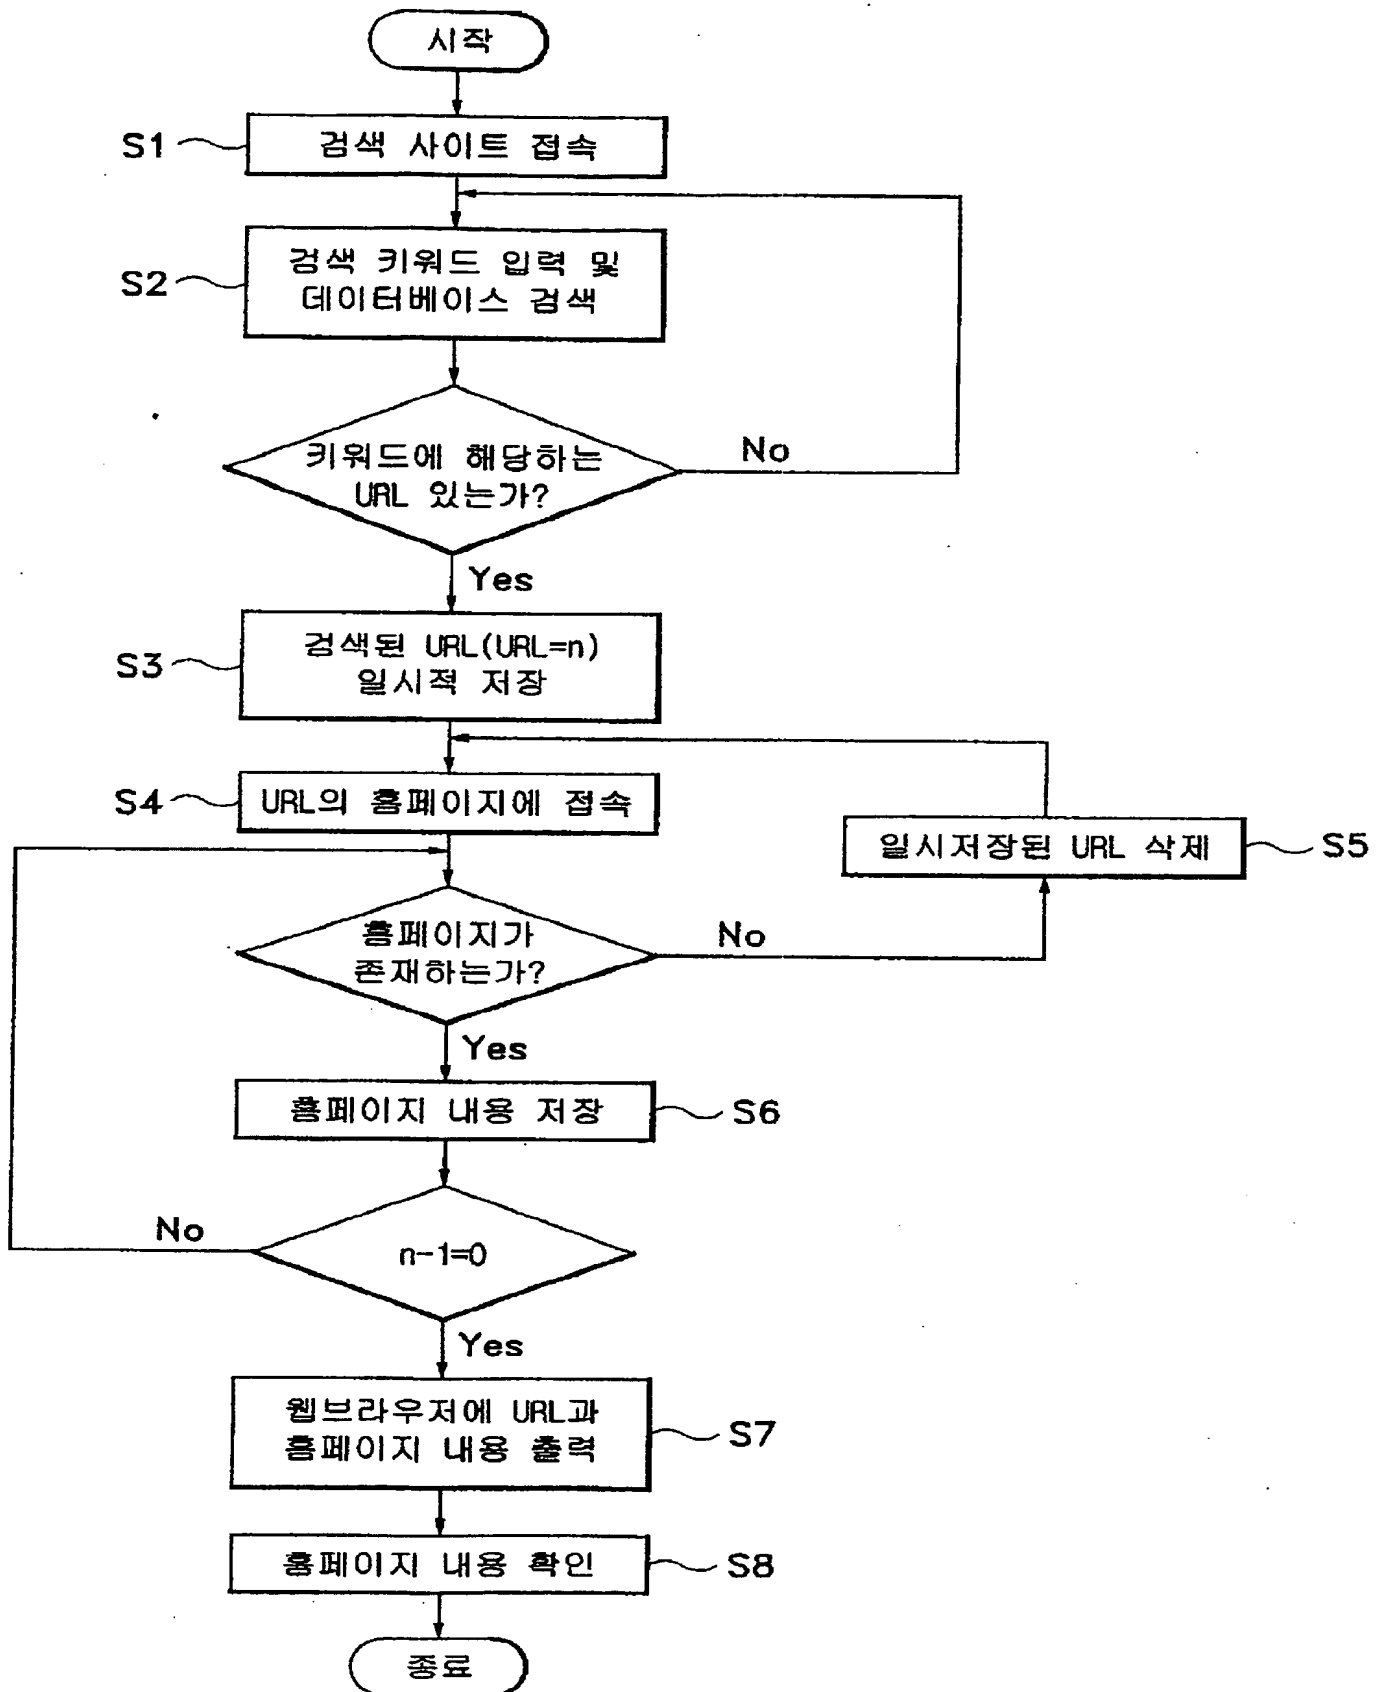 시작
S1
검색 사이트 접속
S2
검색 키워드 입력 및
데이터베이스 검색
키워드에 해당하는
URL 있는가?
No
Yes
S3
검색된 URL(URL=n)
일시적 저장
S4
URL의 홈페이지에 접속
일시저장된 URL 삭제
S5
홈페이지가
존재하는가?
No
Yes
홈페이지 내용 저장
S6
No
n-1=0
Yes
웹브라우저에 URL과
홈페이지 내용 출력
S7
홈페이지 내용 확인
S8
종료